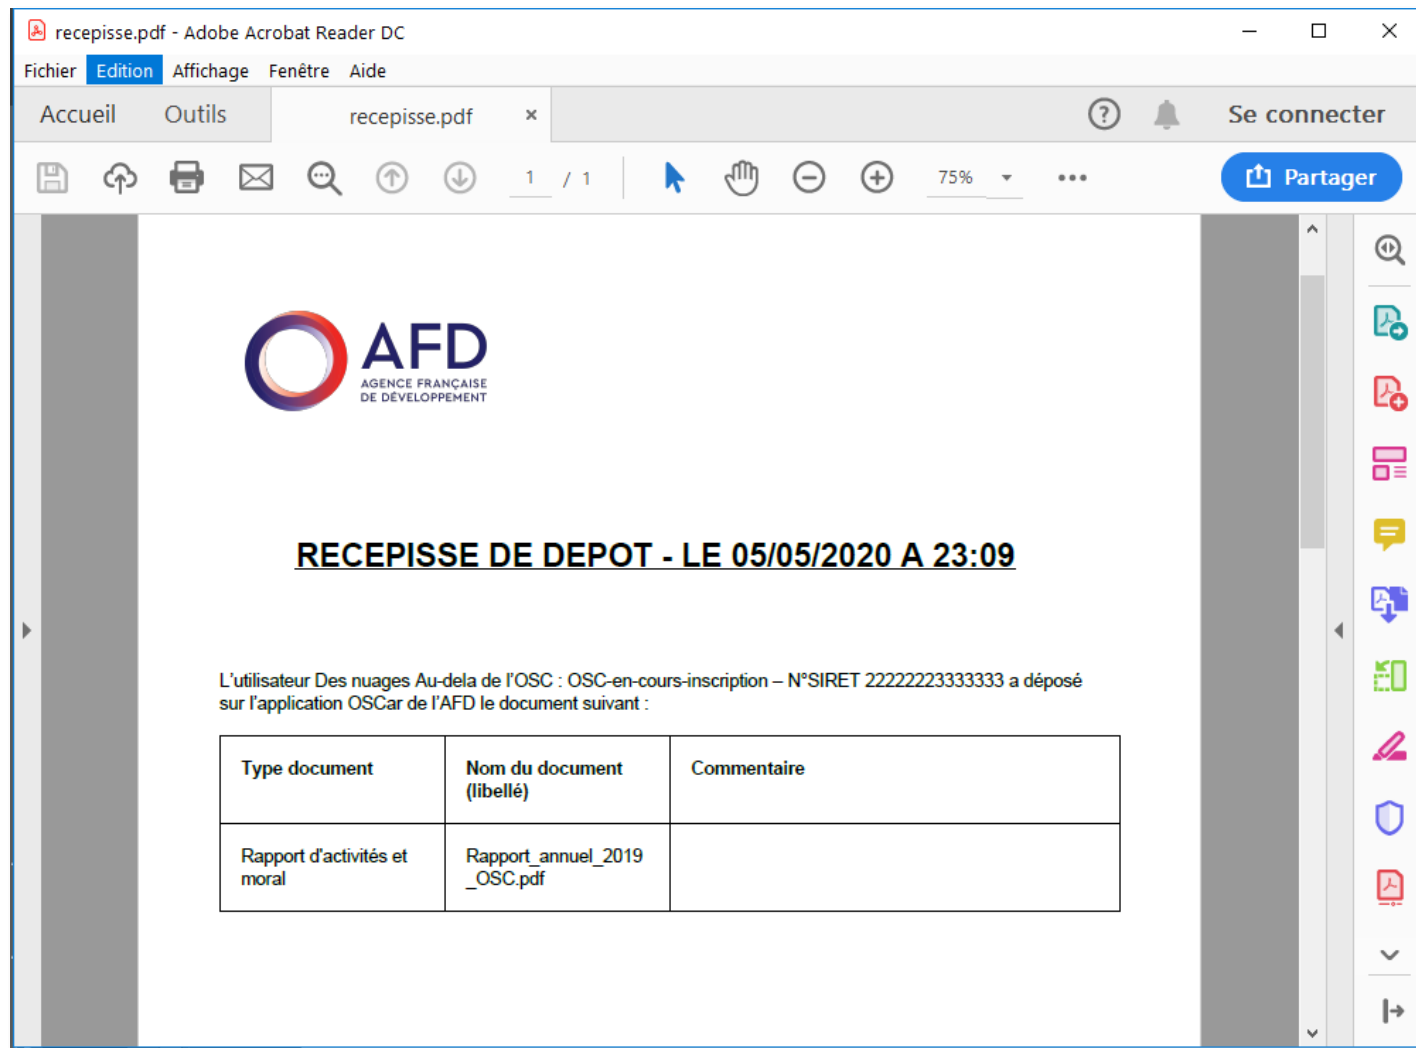 recepisse.pdf - Adobe Acrobat Reader DC
Fichier Edition Affichage Fenêtre Aide
Accueil Outils recepisse.pdf Se connecter
1 / 1 75% Partager
AFD
AGENCE FRANÇAISE
DE DÉVELOPPEMENT
RECEPISSE DE DEPOT - LE 05/05/2020 A 23:09
L'utilisateur Des nuages Au-dela de l'OSC : OSC-en-cours-inscription – N°SIRET 22222223333333 a déposé
sur l'application OSCar de l'AFD le document suivant :
Type document Nom du document Commentaire
(libellé)
Rapport d'activités et Rapport_annuel_2019
moral _OSC.pdf